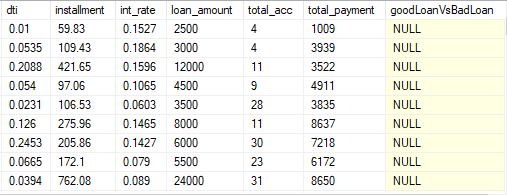 dti installment int_rate loan_amount total_acc total_payment goodLoanVsBadLoan
0.01 59.83 0.1527 2500 4 1009 NULL
0.0535 109.43 0.1864 3000 4 3939 NULL
0.2088 421.65 0.1596 12000 11 3522 NULL
0.054 97.06 0.1065 4500 9 4911 NULL
0.0231 106.53 0.0603 3500 28 3835 NULL
0.126 275.96 0.1465 8000 11 8637 NULL
0.2453 205.86 0.1427 6000 30 7218 NULL
0.0665 172.1 0.079 5500 23 6172 NULL
0.0394 762.08 0.089 24000 31 8650 NULL